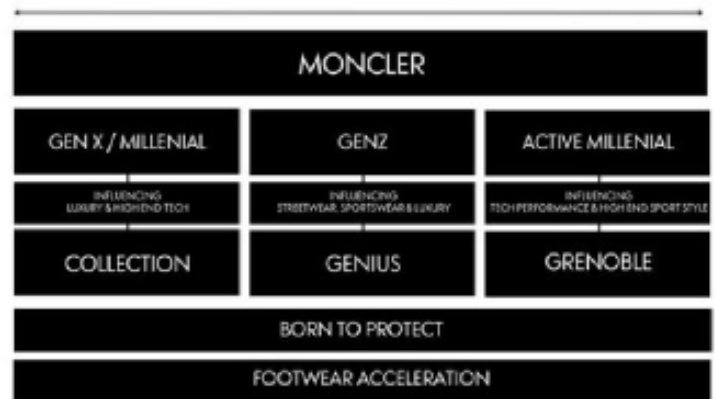 MONCLER
GEN X / MILLENIAL
INFLUENCING
LUXURY & HIGH END TECH
COLLECTION
GENZ
INFLUENCING
STREETWEAR, SPORTSWEAR & LUXURY
GENIUS
ACTIVE MILLENIAL
INFLUENCING
TECH PERFORMANCE & HIGH END SPORT STYLE
GRENOBLE
BORN TO PROTECT
FOOTWEAR ACCELERATION